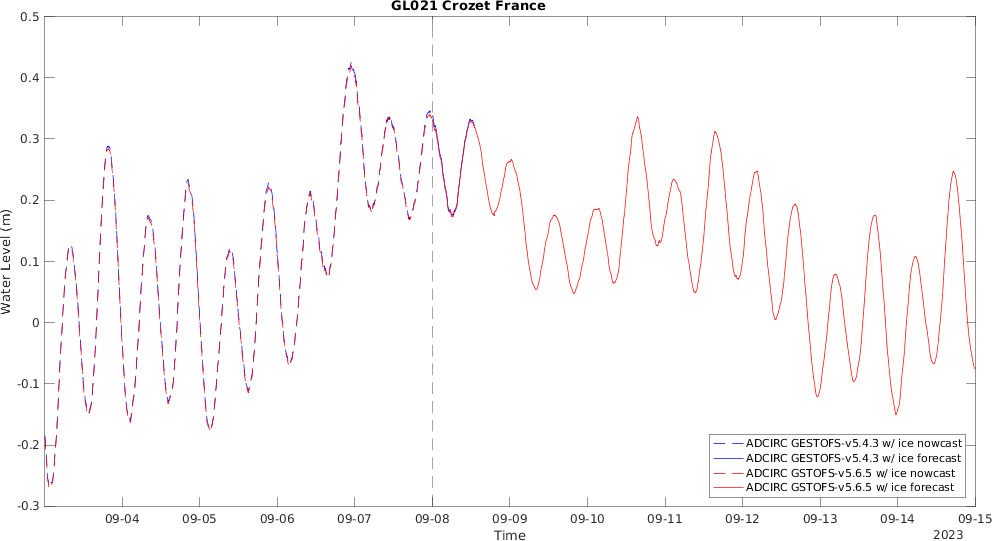 GL021 Crozet France
0.5
0.4
0.3
0.2
0.1
0
-0.1
-0.2
-0.3
Water Level (m)
ADCIRC GESTOFS-v5.4.3 w/ ice nowcast
ADCIRC GESTOFS-v5.4.3 w/ ice forecast
ADCIRC GSTOFS-v5.6.5 w/ ice nowcast
ADCIRC GSTOFS-v5.6.5 w/ ice forecast
09-04 09-05 09-06 09-07 09-08 09-09 09-10 09-11 09-12 09-13 09-14 09-15
Time
2023